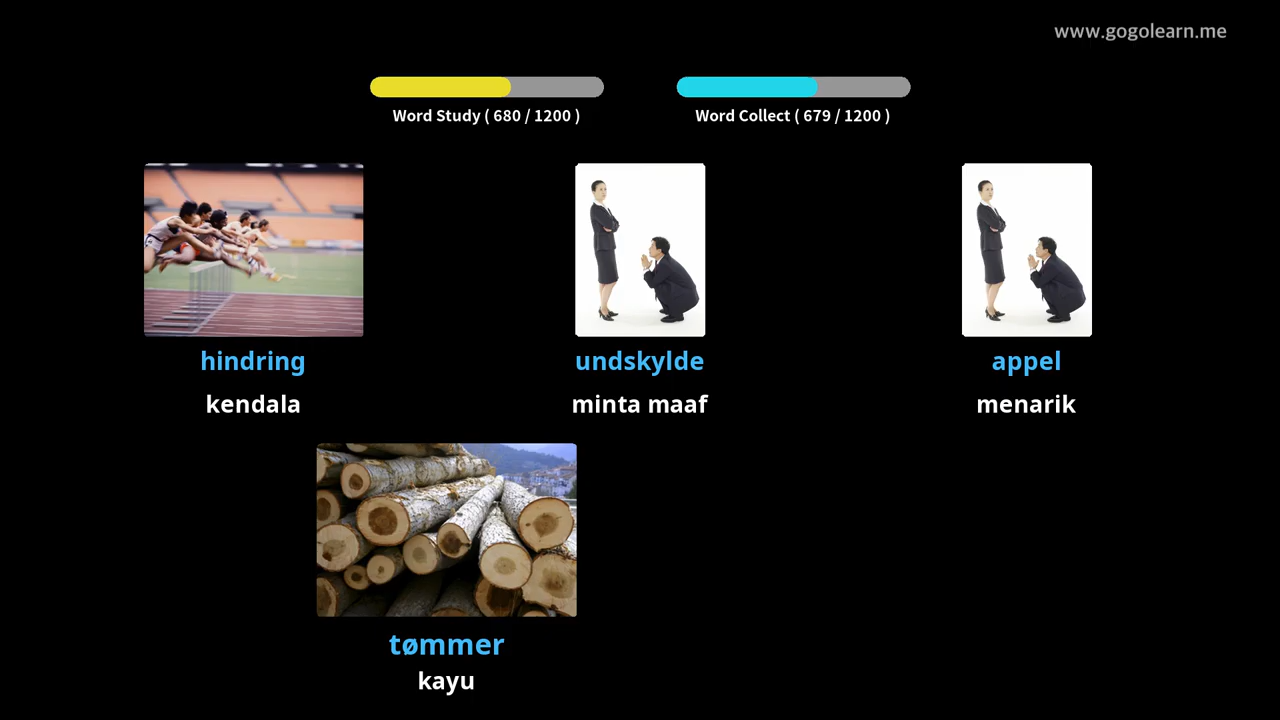 www.gogolearn.me
Word Study ( 680 / 1200 )
Word Collect ( 679 / 1200 )
hindring
kendala
undskylde
minta maaf
appel
menarik
tømmer
kayu